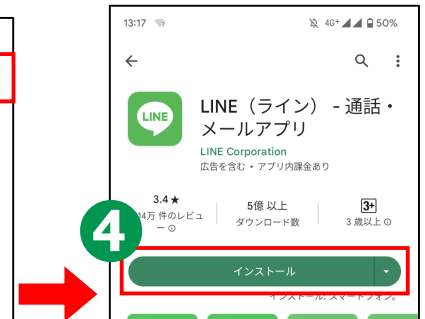 13:17 4G+ 50%
LINE
LINE（ライン） - 通話・
メールアプリ
LINE Corporation
広告を含む・アプリ内課金あり
3.4★ 5億 以上 3+
14万 件のレビュ ダウンロード数 3 歳以上
ー
4
インストール
インストール: スマートフォン。